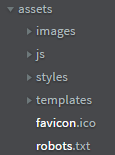 assets
images
js
styles
templates
favicon.ico
robots.txt